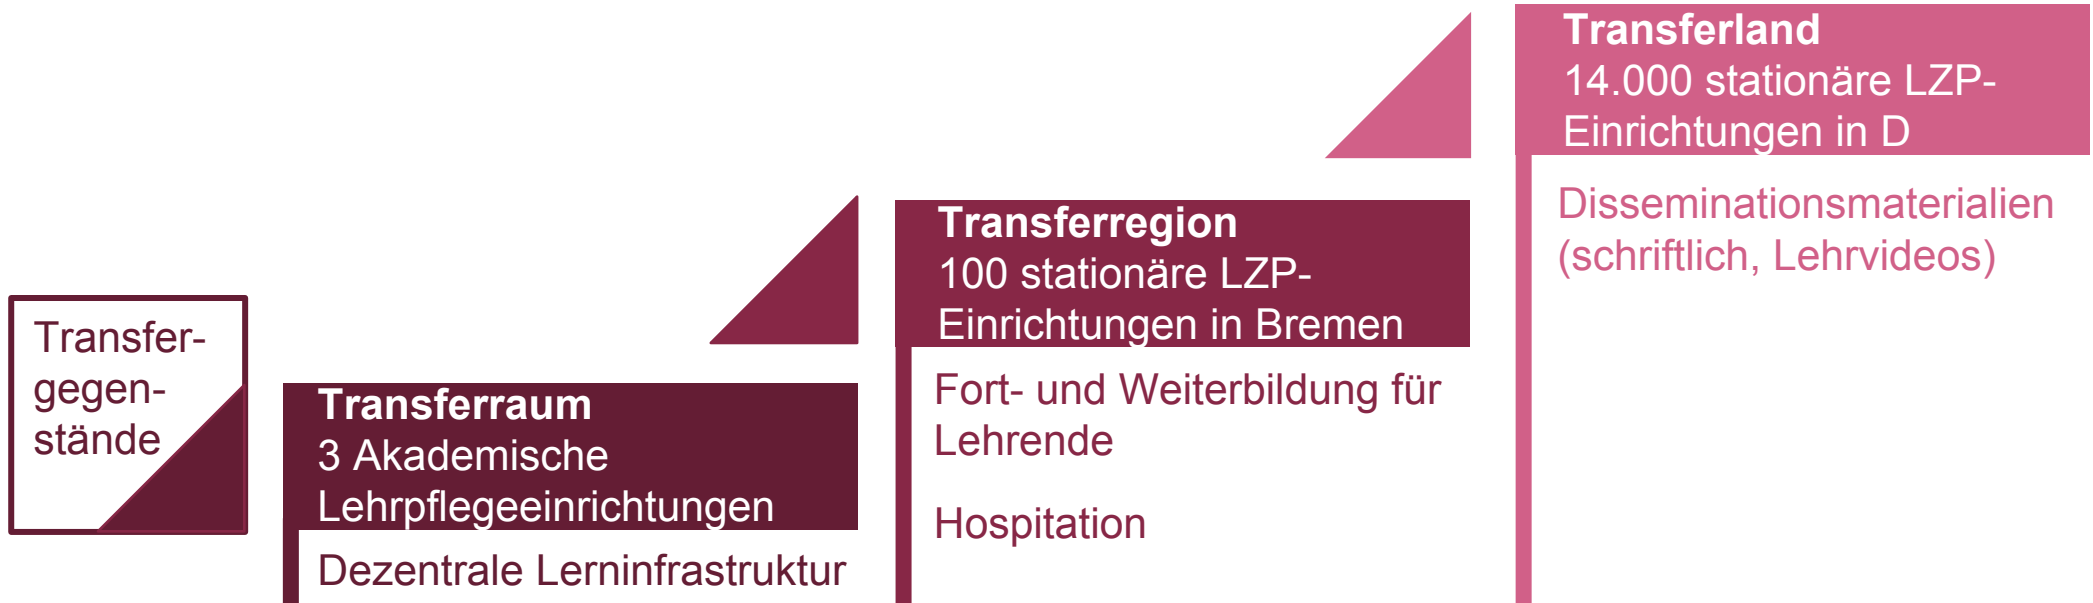 Transfer-
gegen-
stände
Transferraum
3 Akademische
Lehrpflegeeinrichtungen
Dezentrale Lerninfrastruktur
Transferregion
100 stationäre LZP-
Einrichtungen in Bremen
Fort- und Weiterbildung für
Lehrende
Hospitation
Transferland
14.000 stationäre LZP-
Einrichtungen in D
Disseminationsmaterialien
(schriftlich, Lehrvideos)